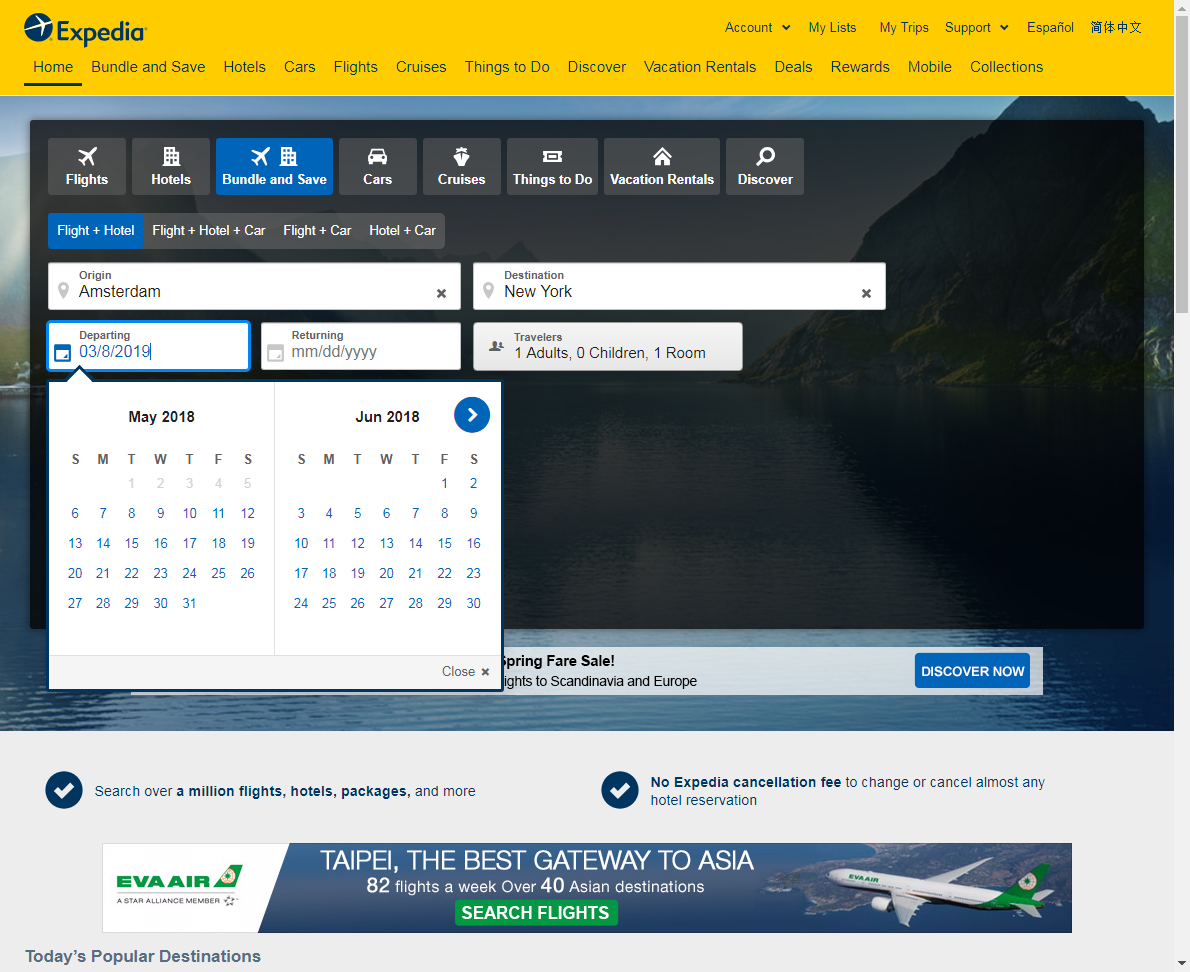 Expedia
Account My Lists My Trips Support Español 简体中文
Home Bundle and Save Hotels Cars Flights Cruises Things to Do Discover Vacation Rentals Deals Rewards Mobile Collections
Flights Hotels Bundle and Save Cars Cruises Things to Do Vacation Rentals Discover
Flight + Hotel Flight + Hotel + Car Flight + Car Hotel + Car
Origin
Amsterdam
Destination
New York
Departing
03/8/2019
Returning
mm/dd/yyyy
Travelers
1 Adults, 0 Children, 1 Room
May 2018
S M T W T F S
1 2 3 4 5
6 7 8 9 10 11 12
13 14 15 16 17 18 19
20 21 22 23 24 25 26
27 28 29 30 31
Jun 2018
S M T W T F S
1 2
3 4 5 6 7 8 9
10 11 12 13 14 15 16
17 18 19 20 21 22 23
24 25 26 27 28 29 30
Close
Spring Fare Sale!
ights to Scandinavia and Europe
DISCOVER NOW
Search over a million flights, hotels, packages, and more
No Expedia cancellation fee to change or cancel almost any
hotel reservation
EVA AIR
A STAR ALLIANCE MEMBER
TAIPEI, THE BEST GATEWAY TO ASIA
82 flights a week Over 40 Asian destinations
SEARCH FLIGHTS
EVA AIR
Today's Popular Destinations